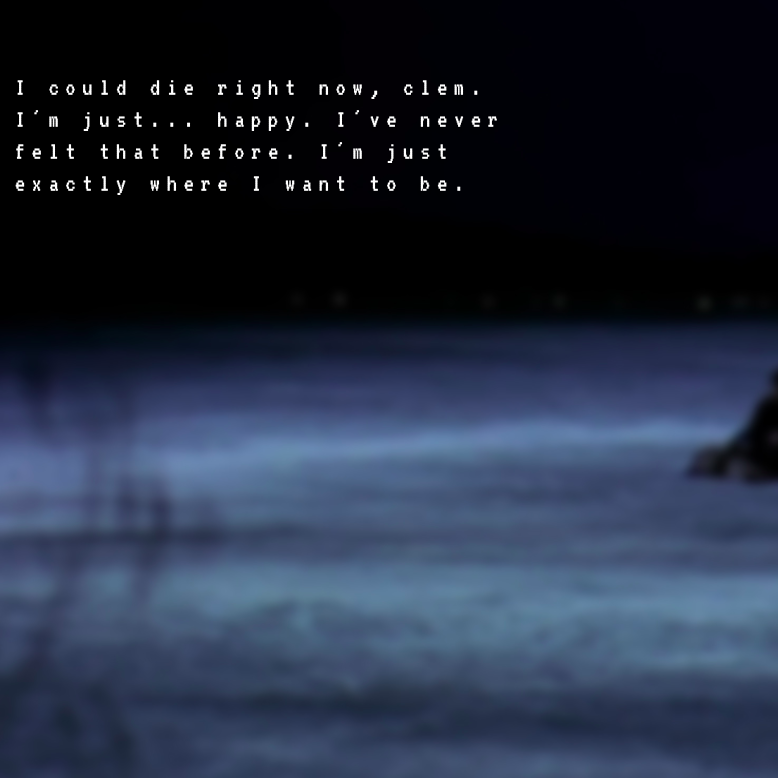 I could die right now, clem.
I´m just... happy. I´ve never
felt that before. I´m just
exactly where I want to be.